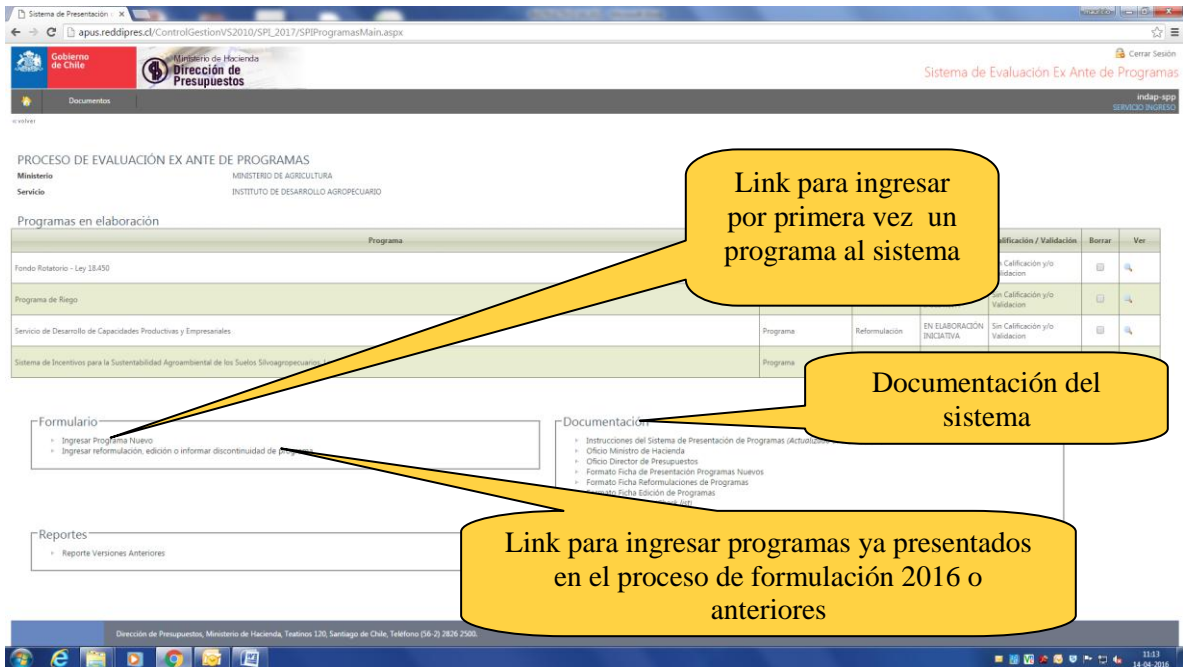 Sistema de Presentación
apus.reddipres.cl/ControlGestionVS2010/SPI_2017/SPIProgramasMain.aspx
Gobierno
de Chile
Ministerio de Hacienda
Dirección de
Presupuestos
Cerrar Sesión
Sistema de Evaluación Ex Ante de Programas
Documentos
indap-spp
SERVICIO INGRESO
PROCESO DE EVALUACIÓN EX ANTE DE PROGRAMAS
Ministerio MINISTERIO DE AGRICULTURA
Servicio INSTITUTO DE DESARROLLO AGROPECUARIO
Link para ingresar
por primera vez un
programa al sistema
Programas en elaboración
Programa Calificación / Validación Borrar Ver
Fondo Rotatorio - Ley 18.450 Sin Calificación y/o Validacion
Programa de Riego Sin Calificación y/o Validacion
Servicio de Desarrollo de Capacidades Productivas y Empresariales Programa Reformulación EN ELABORACIÓN INICIATIVA Sin Calificación y/o Validacion
Sistema de Incentivos para la Sustentabilidad Agroambiental de los Suelos Silvoagropecuarios, Programa
Documentación del
sistema
Formulario
Ingresar Programa Nuevo
Ingresar reformulación, edición o informar discontinuidad de programa
Documentación
Instrucciones del Sistema de Presentación de Programas
Oficio Ministro de Hacienda
Oficio Director de Presupuestos
Formato Ficha de Presentación Programas Nuevos
Formato Ficha Reformulaciones de Programas
Formato Ficha Edición de Programas
Link para ingresar programas ya presentados
en el proceso de formulación 2016 o
anteriores
Reportes
Reporte Versiones Anteriores
Dirección de Presupuestos, Ministerio de Hacienda, Teatinos 120, Santiago de Chile, Teléfono (56-2) 2826 2500.
11:13
14-04-2016